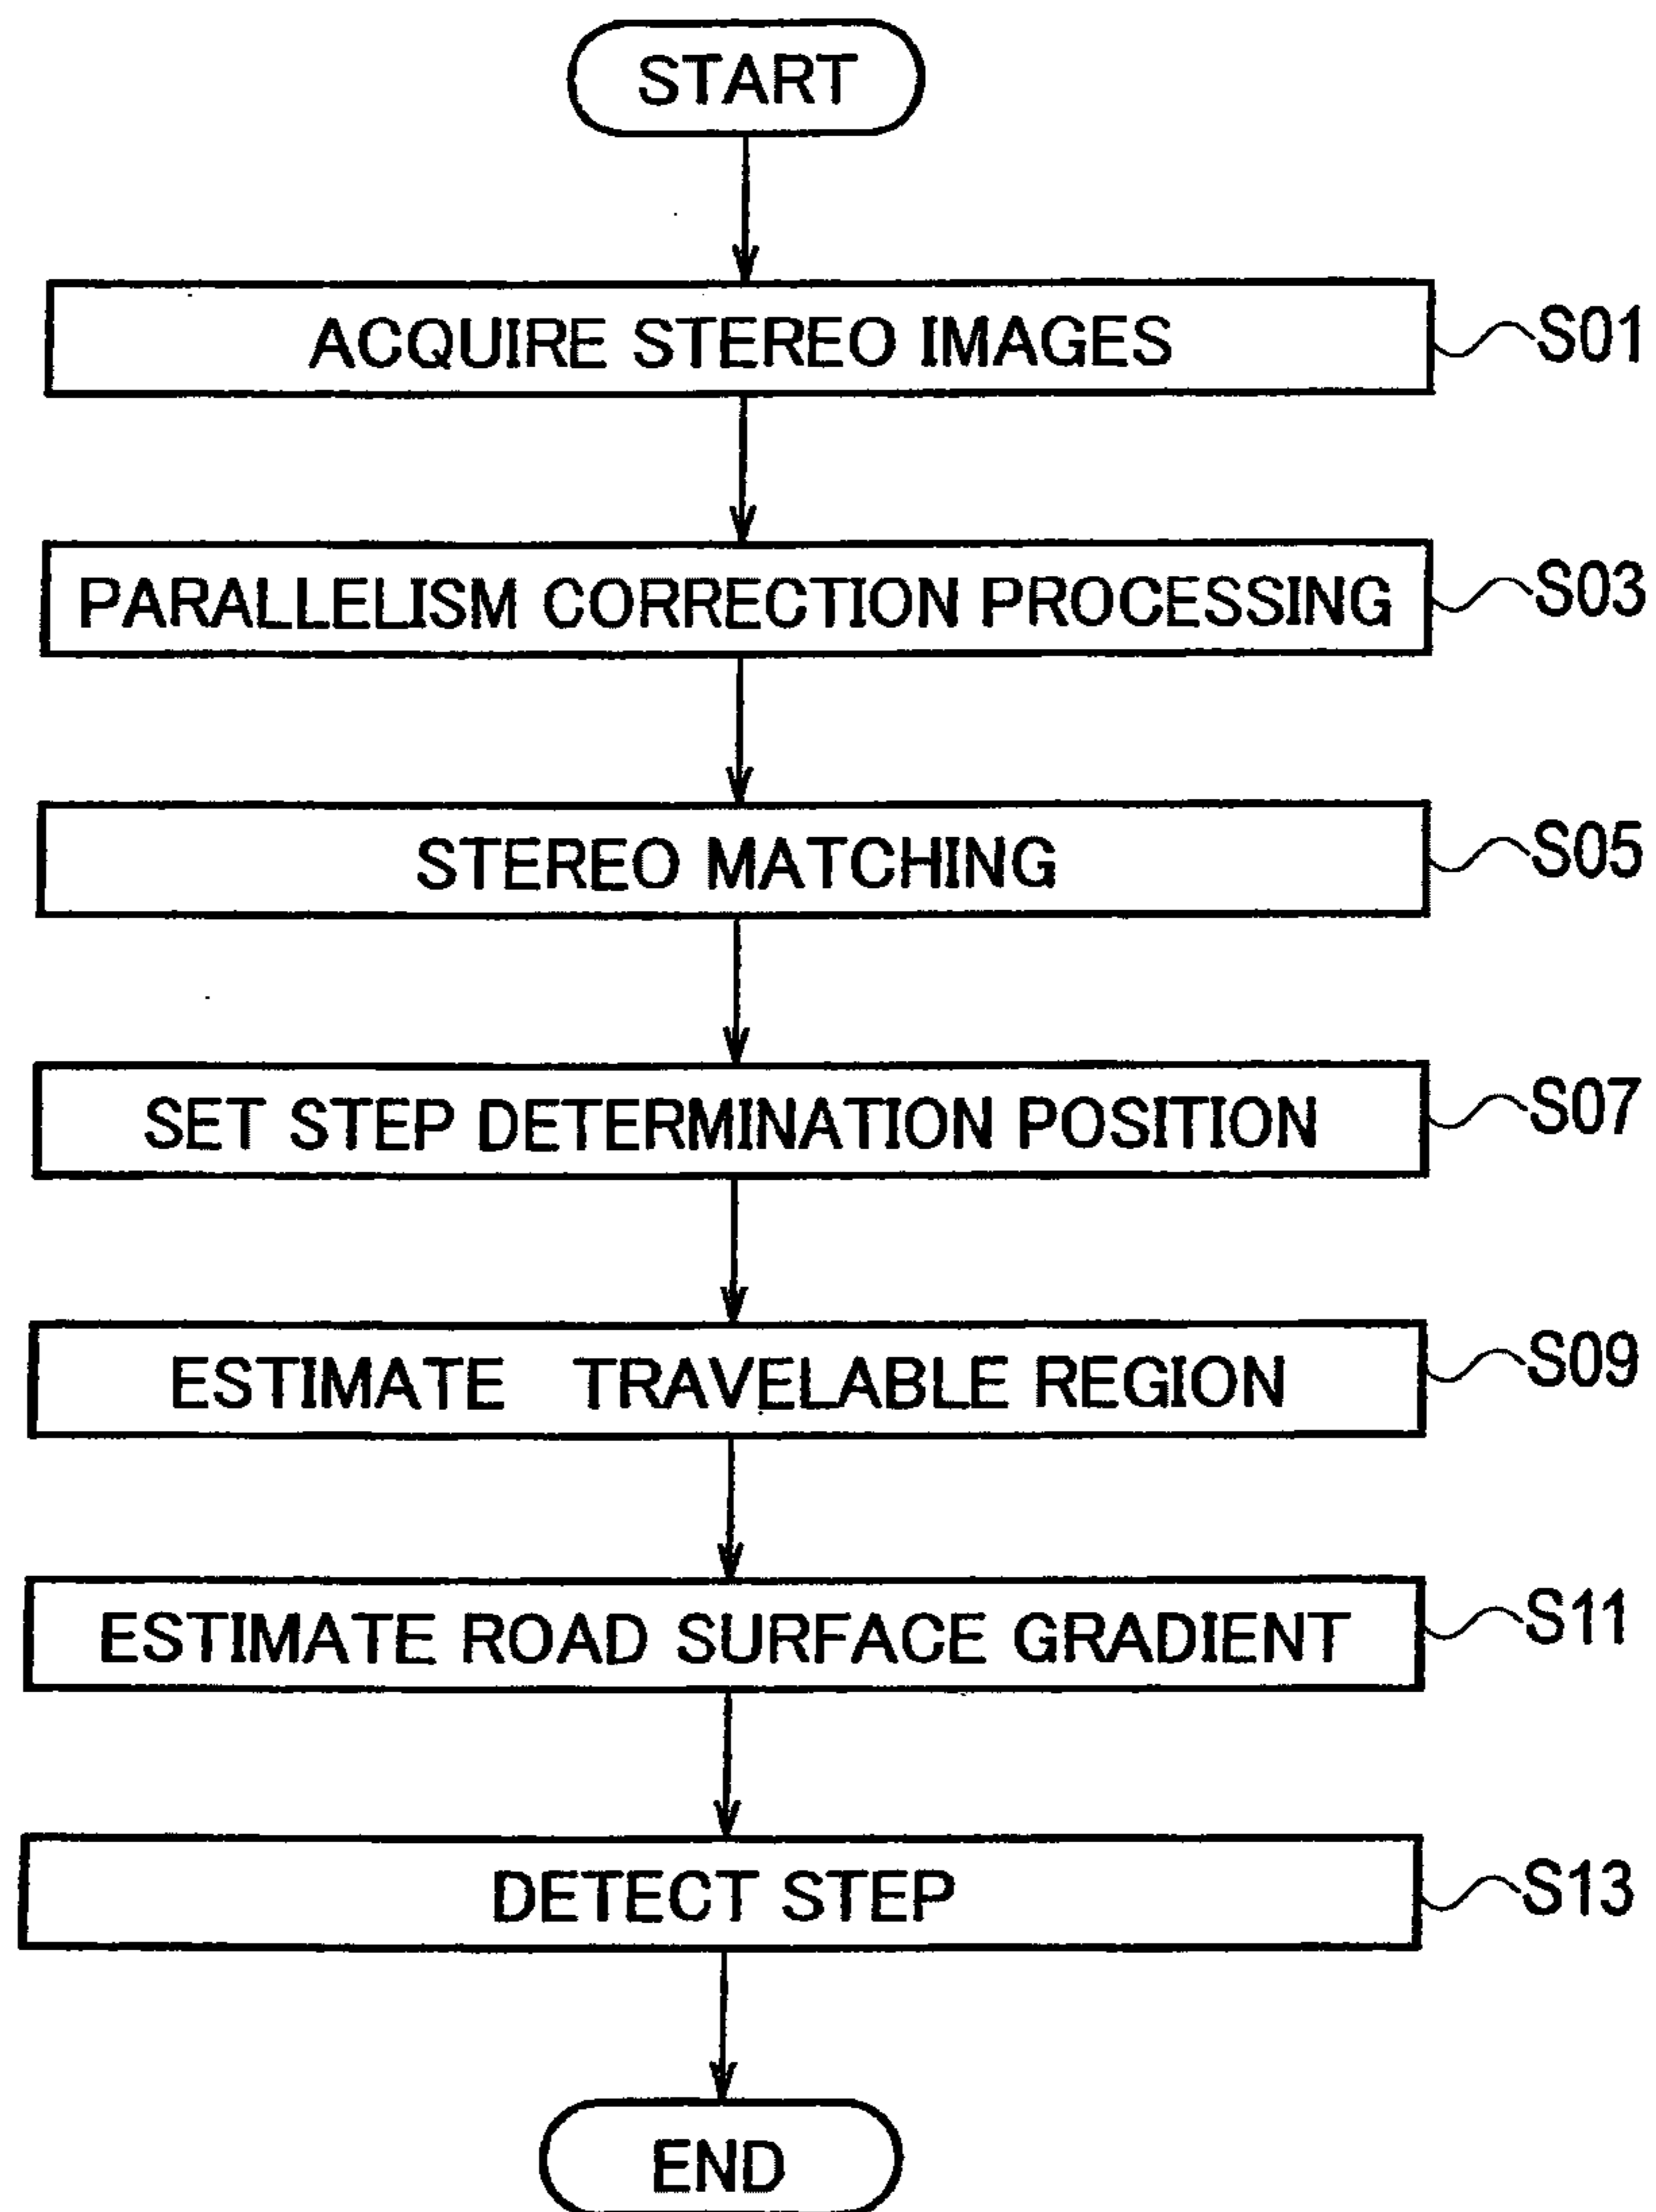 START
ACQUIRE STEREO IMAGES S01
PARALLELISM CORRECTION PROCESSING S03
STEREO MATCHING S05
SET STEP DETERMINATION POSITION S07
ESTIMATE TRAVELABLE REGION S09
ESTIMATE ROAD SURFACE GRADIENT S11
DETECT STEP S13
END